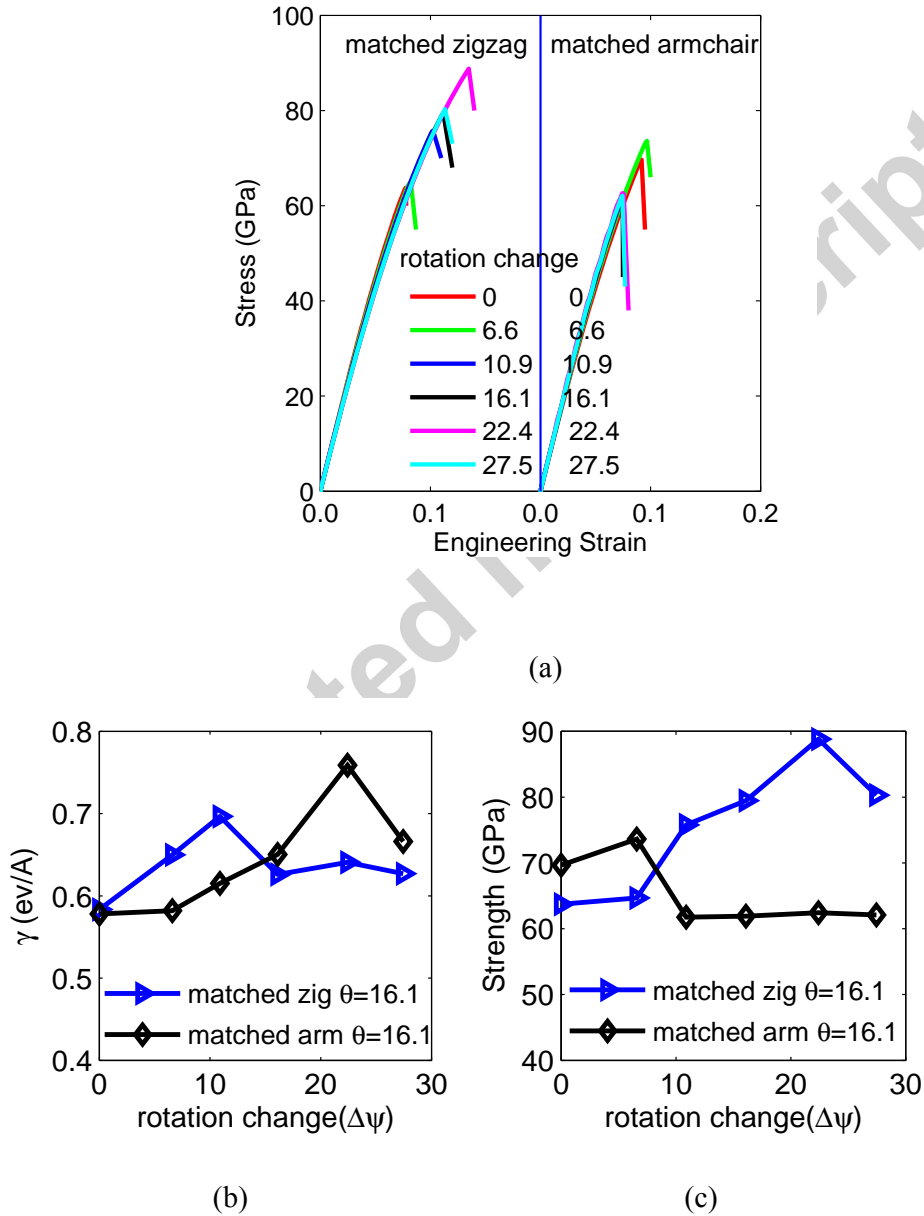 100
80
60
40
20
0
Stress (GPa)
matched zigzag
matched armchair
rotation change
0 0
6.6 6.6
10.9 10.9
16.1 16.1
22.4 22.4
27.5 27.5
0.0 0.1 0.0 0.1 0.2
Engineering Strain
(a)
0.8
0.7
0.6
0.5
0.4
γ (ev/A)
matched zig θ=16.1
matched arm θ=16.1
0 10 20 30
rotation change(Δψ)
(b)
90
80
70
60
50
40
Strength (GPa)
matched zig θ=16.1
matched arm θ=16.1
0 10 20 30
rotation change(Δψ)
(c)